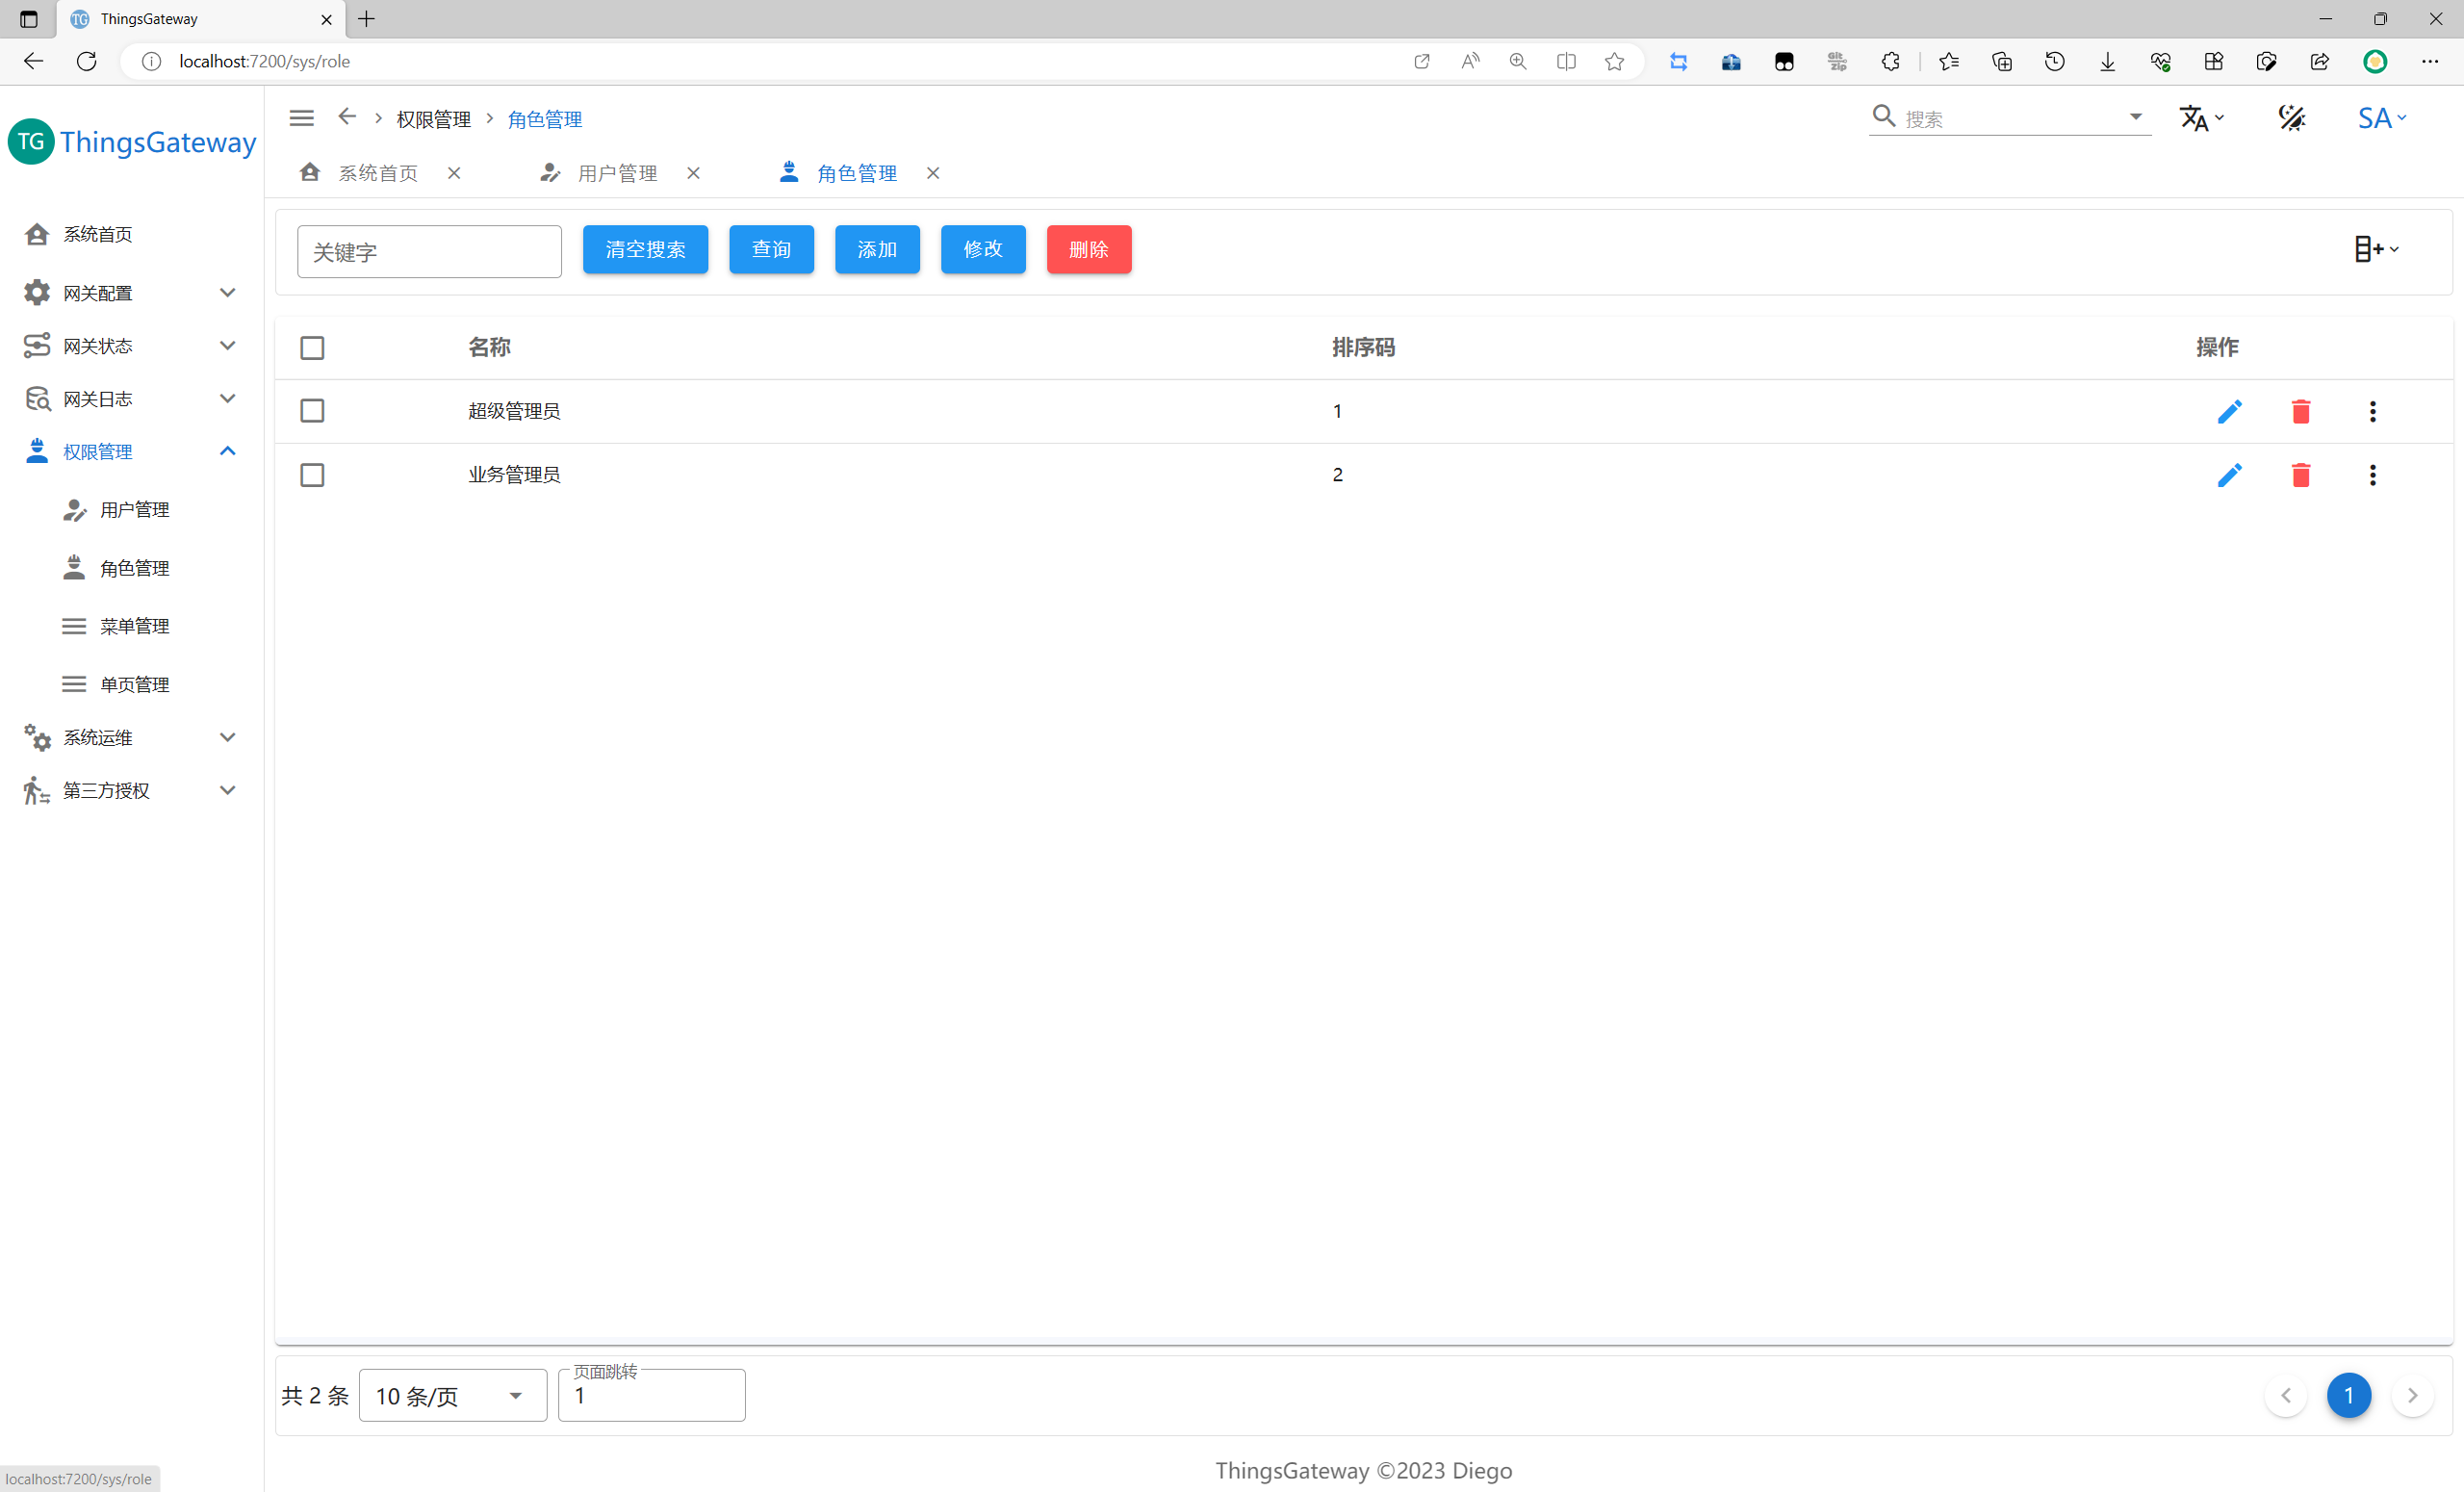 ThingsGateway
localhost:7200/sys/role
TG ThingsGateway
权限管理 角色管理
搜索
SA
系统首页 用户管理 角色管理
系统首页
网关配置
网关状态
网关日志
权限管理
用户管理
角色管理
菜单管理
单页管理
系统运维
第三方授权
关键字 清空搜索 查询 添加 修改 删除
名称 排序码 操作
超级管理员 1
业务管理员 2
共 2 条 10 条/页 页面跳转 1
1
ThingsGateway ©2023 Diego
localhost:7200/sys/role